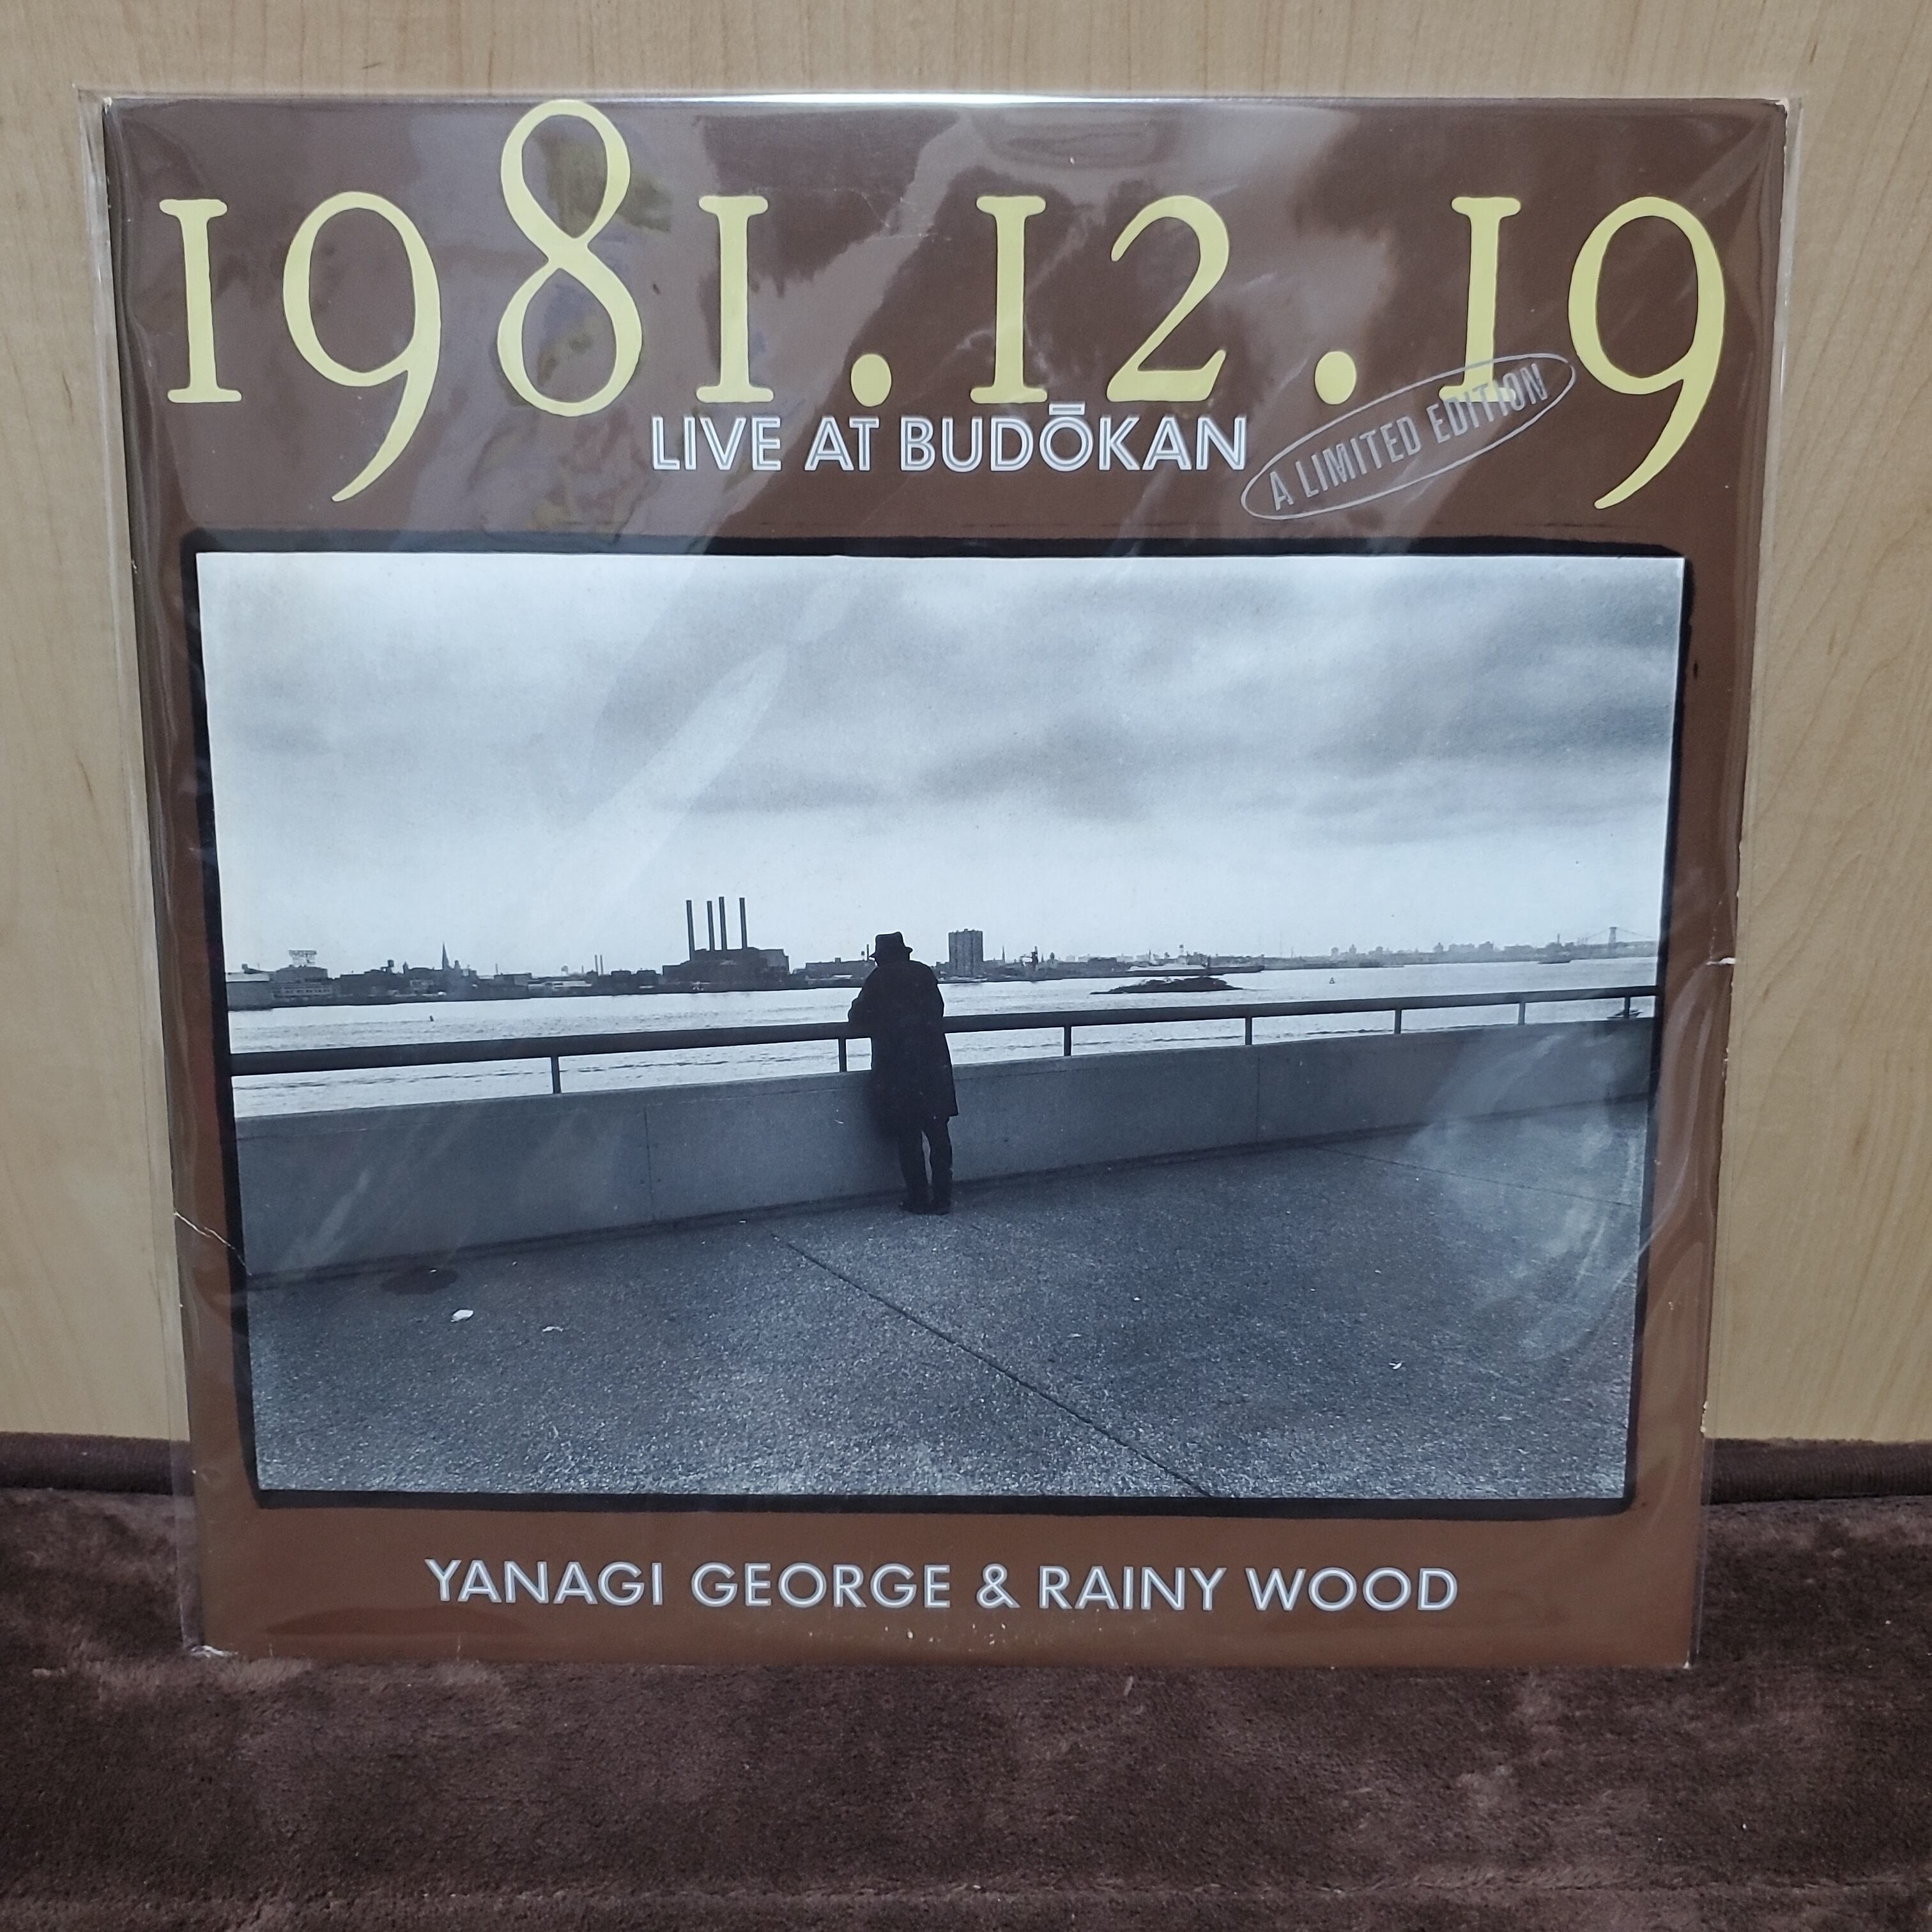 1981.12.19
LIVE AT BUDŌKAN
A LIMITED EDITION
YANAGI GEORGE & RAINY WOOD